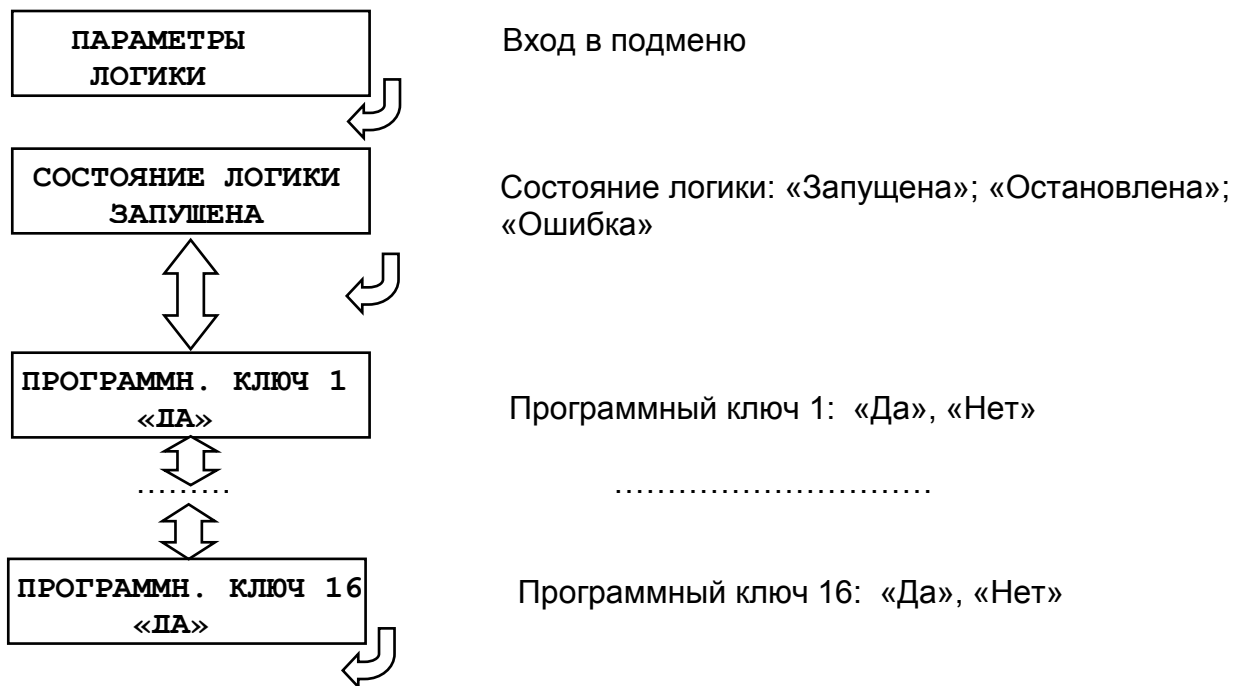 ПАРАМЕТРЫ
ЛОГИКИ
Вход в подменю
СОСТОЯНИЕ ЛОГИКИ
ЗАПУШЕНА
Состояние логики: «Запущена»; «Остановлена»;
«Ошибка»
ПРОГРАММН. КЛЮЧ 1
«ДА»
Программный ключ 1: «Да», «Нет»
.........
..............................
ПРОГРАММН. КЛЮЧ 16
«ДА»
Программный ключ 16: «Да», «Нет»